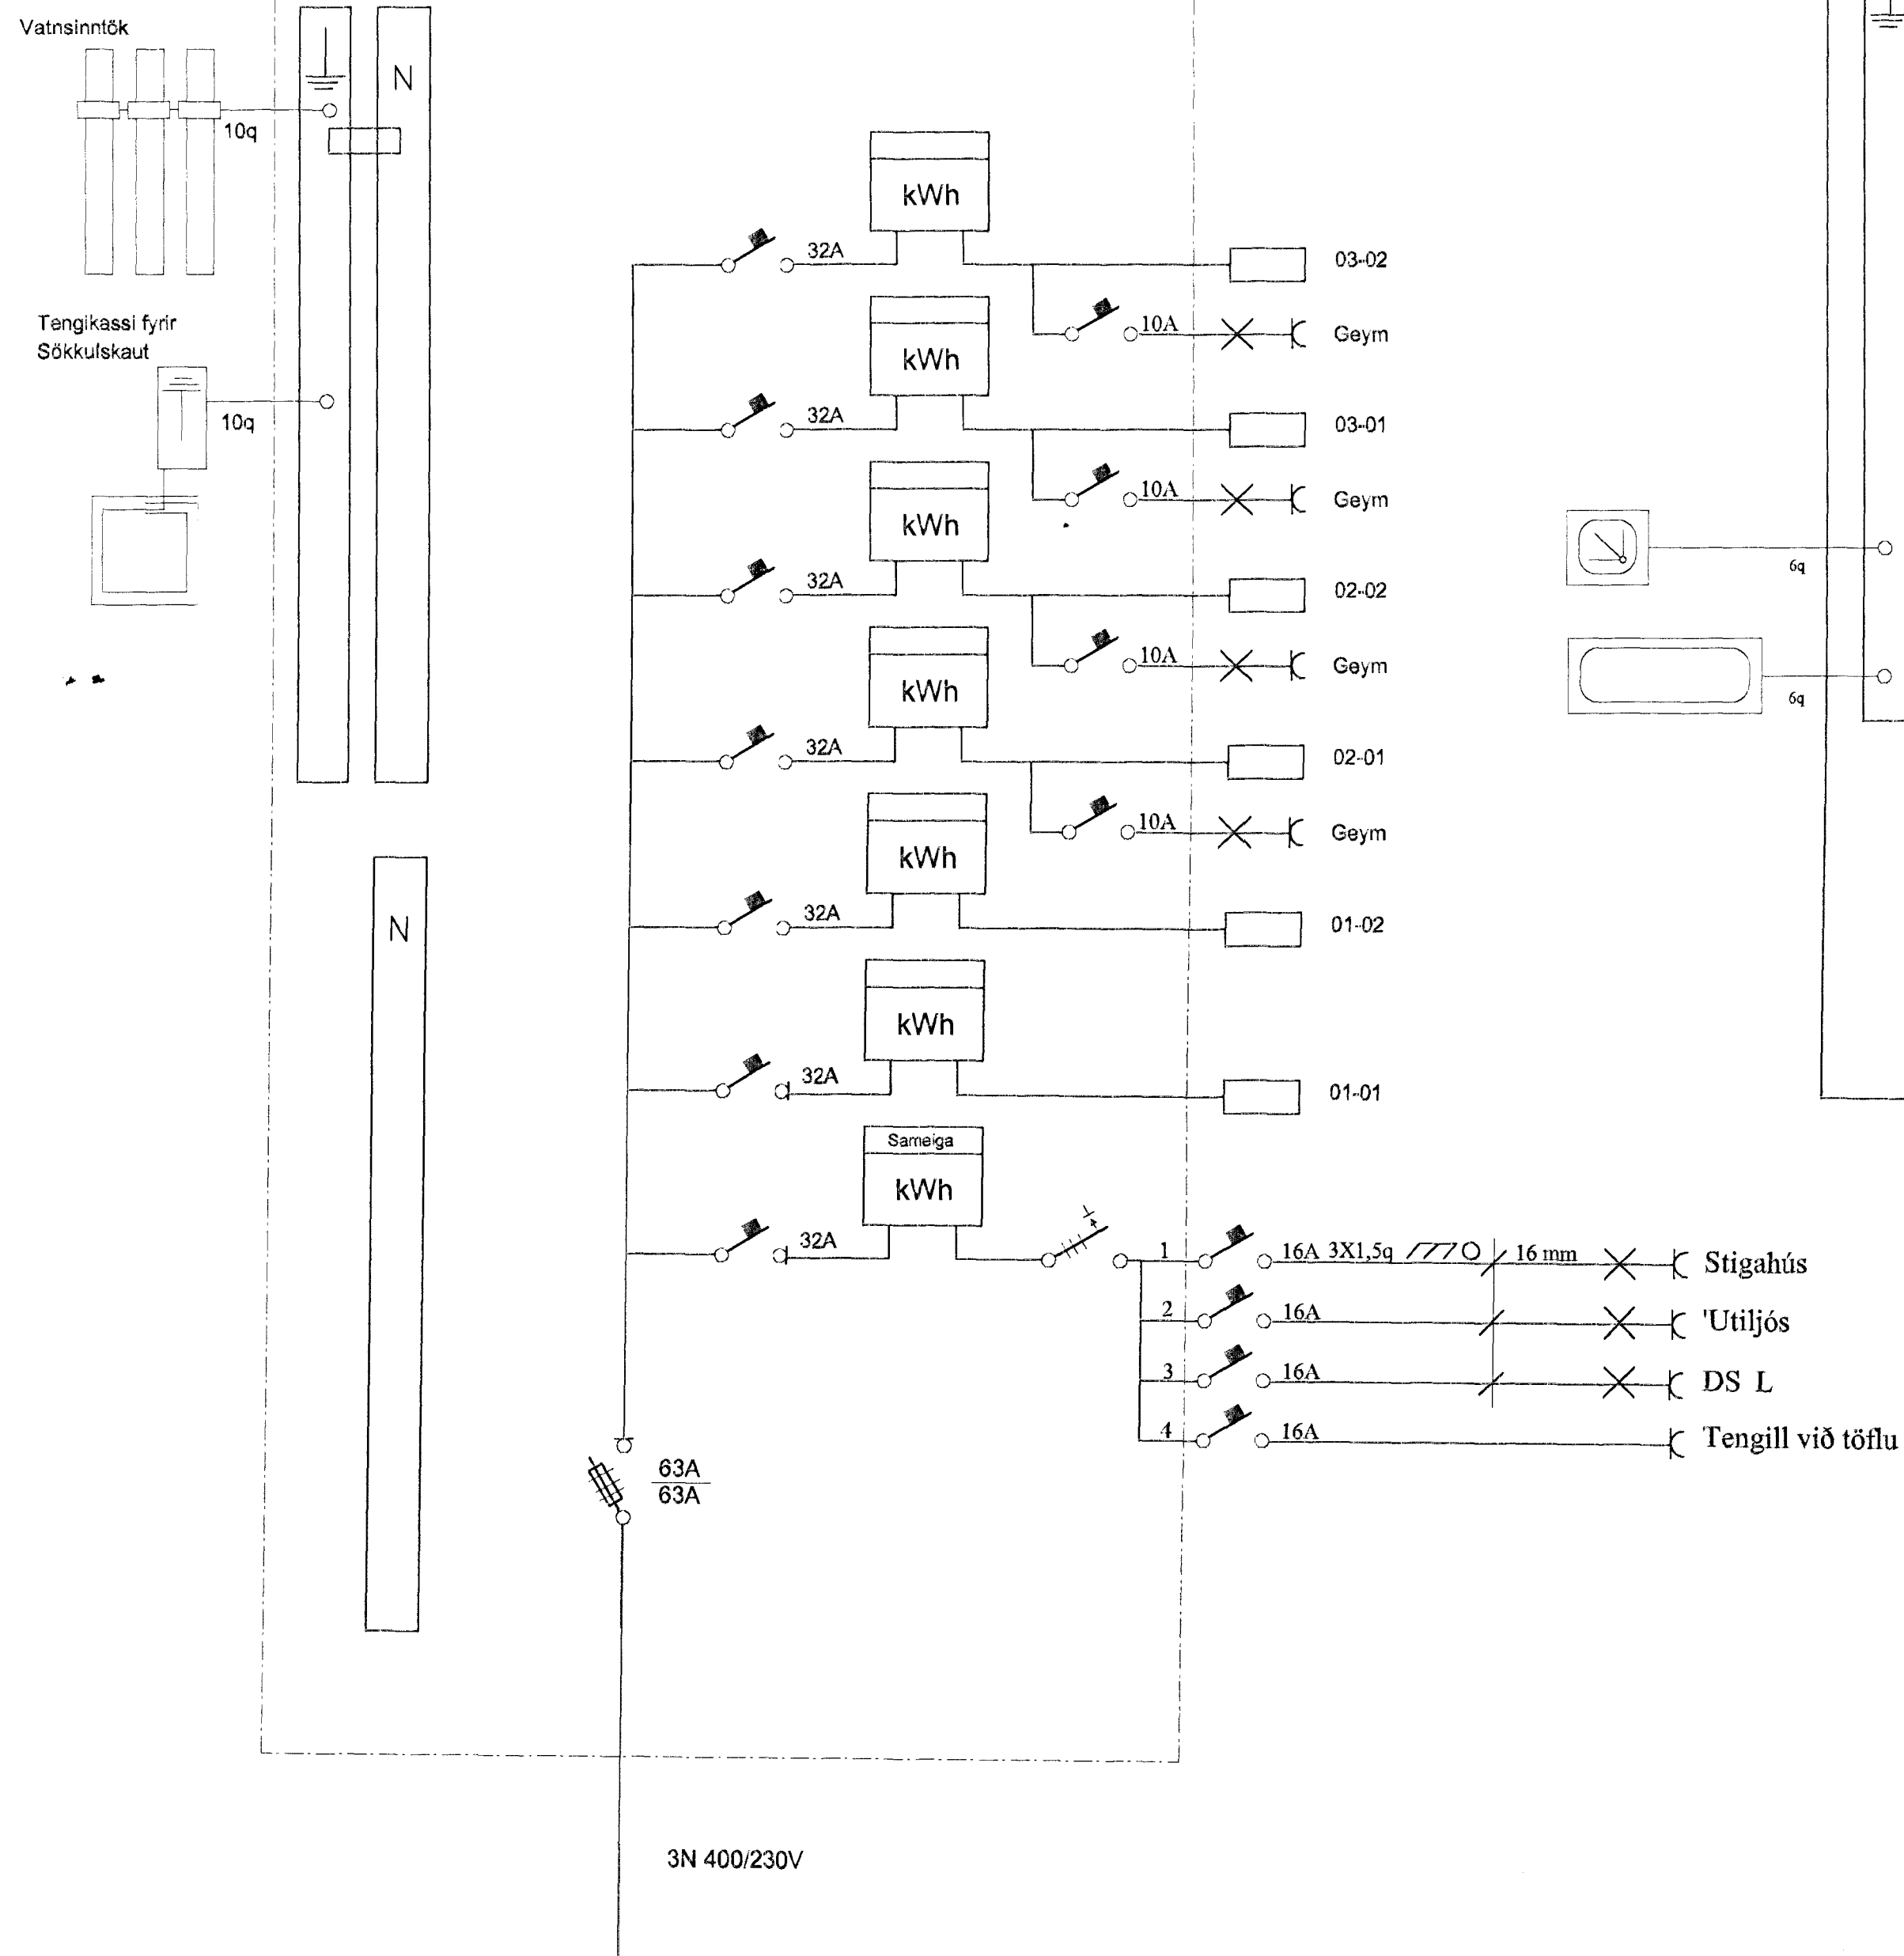 Vatnsinntök
10q
N
Tengikassi fyrir
Sökkulskaut
10q
kWh
32A
03-02
10A
Geym
kWh
32A
03-01
10A
Geym
kWh
32A
02-02
10A
Geym
kWh
32A
02-01
10A
Geym
kWh
32A
01-02
N
kWh
32A
01-01
Sameiga
kWh
32A
1 16A 3X1,5q 16 mm Stigahús
2 16A 'Utiljós
3 16A DS L
4 16A Tengill við töflu
63A
63A
3N 400/230V
6q
6q